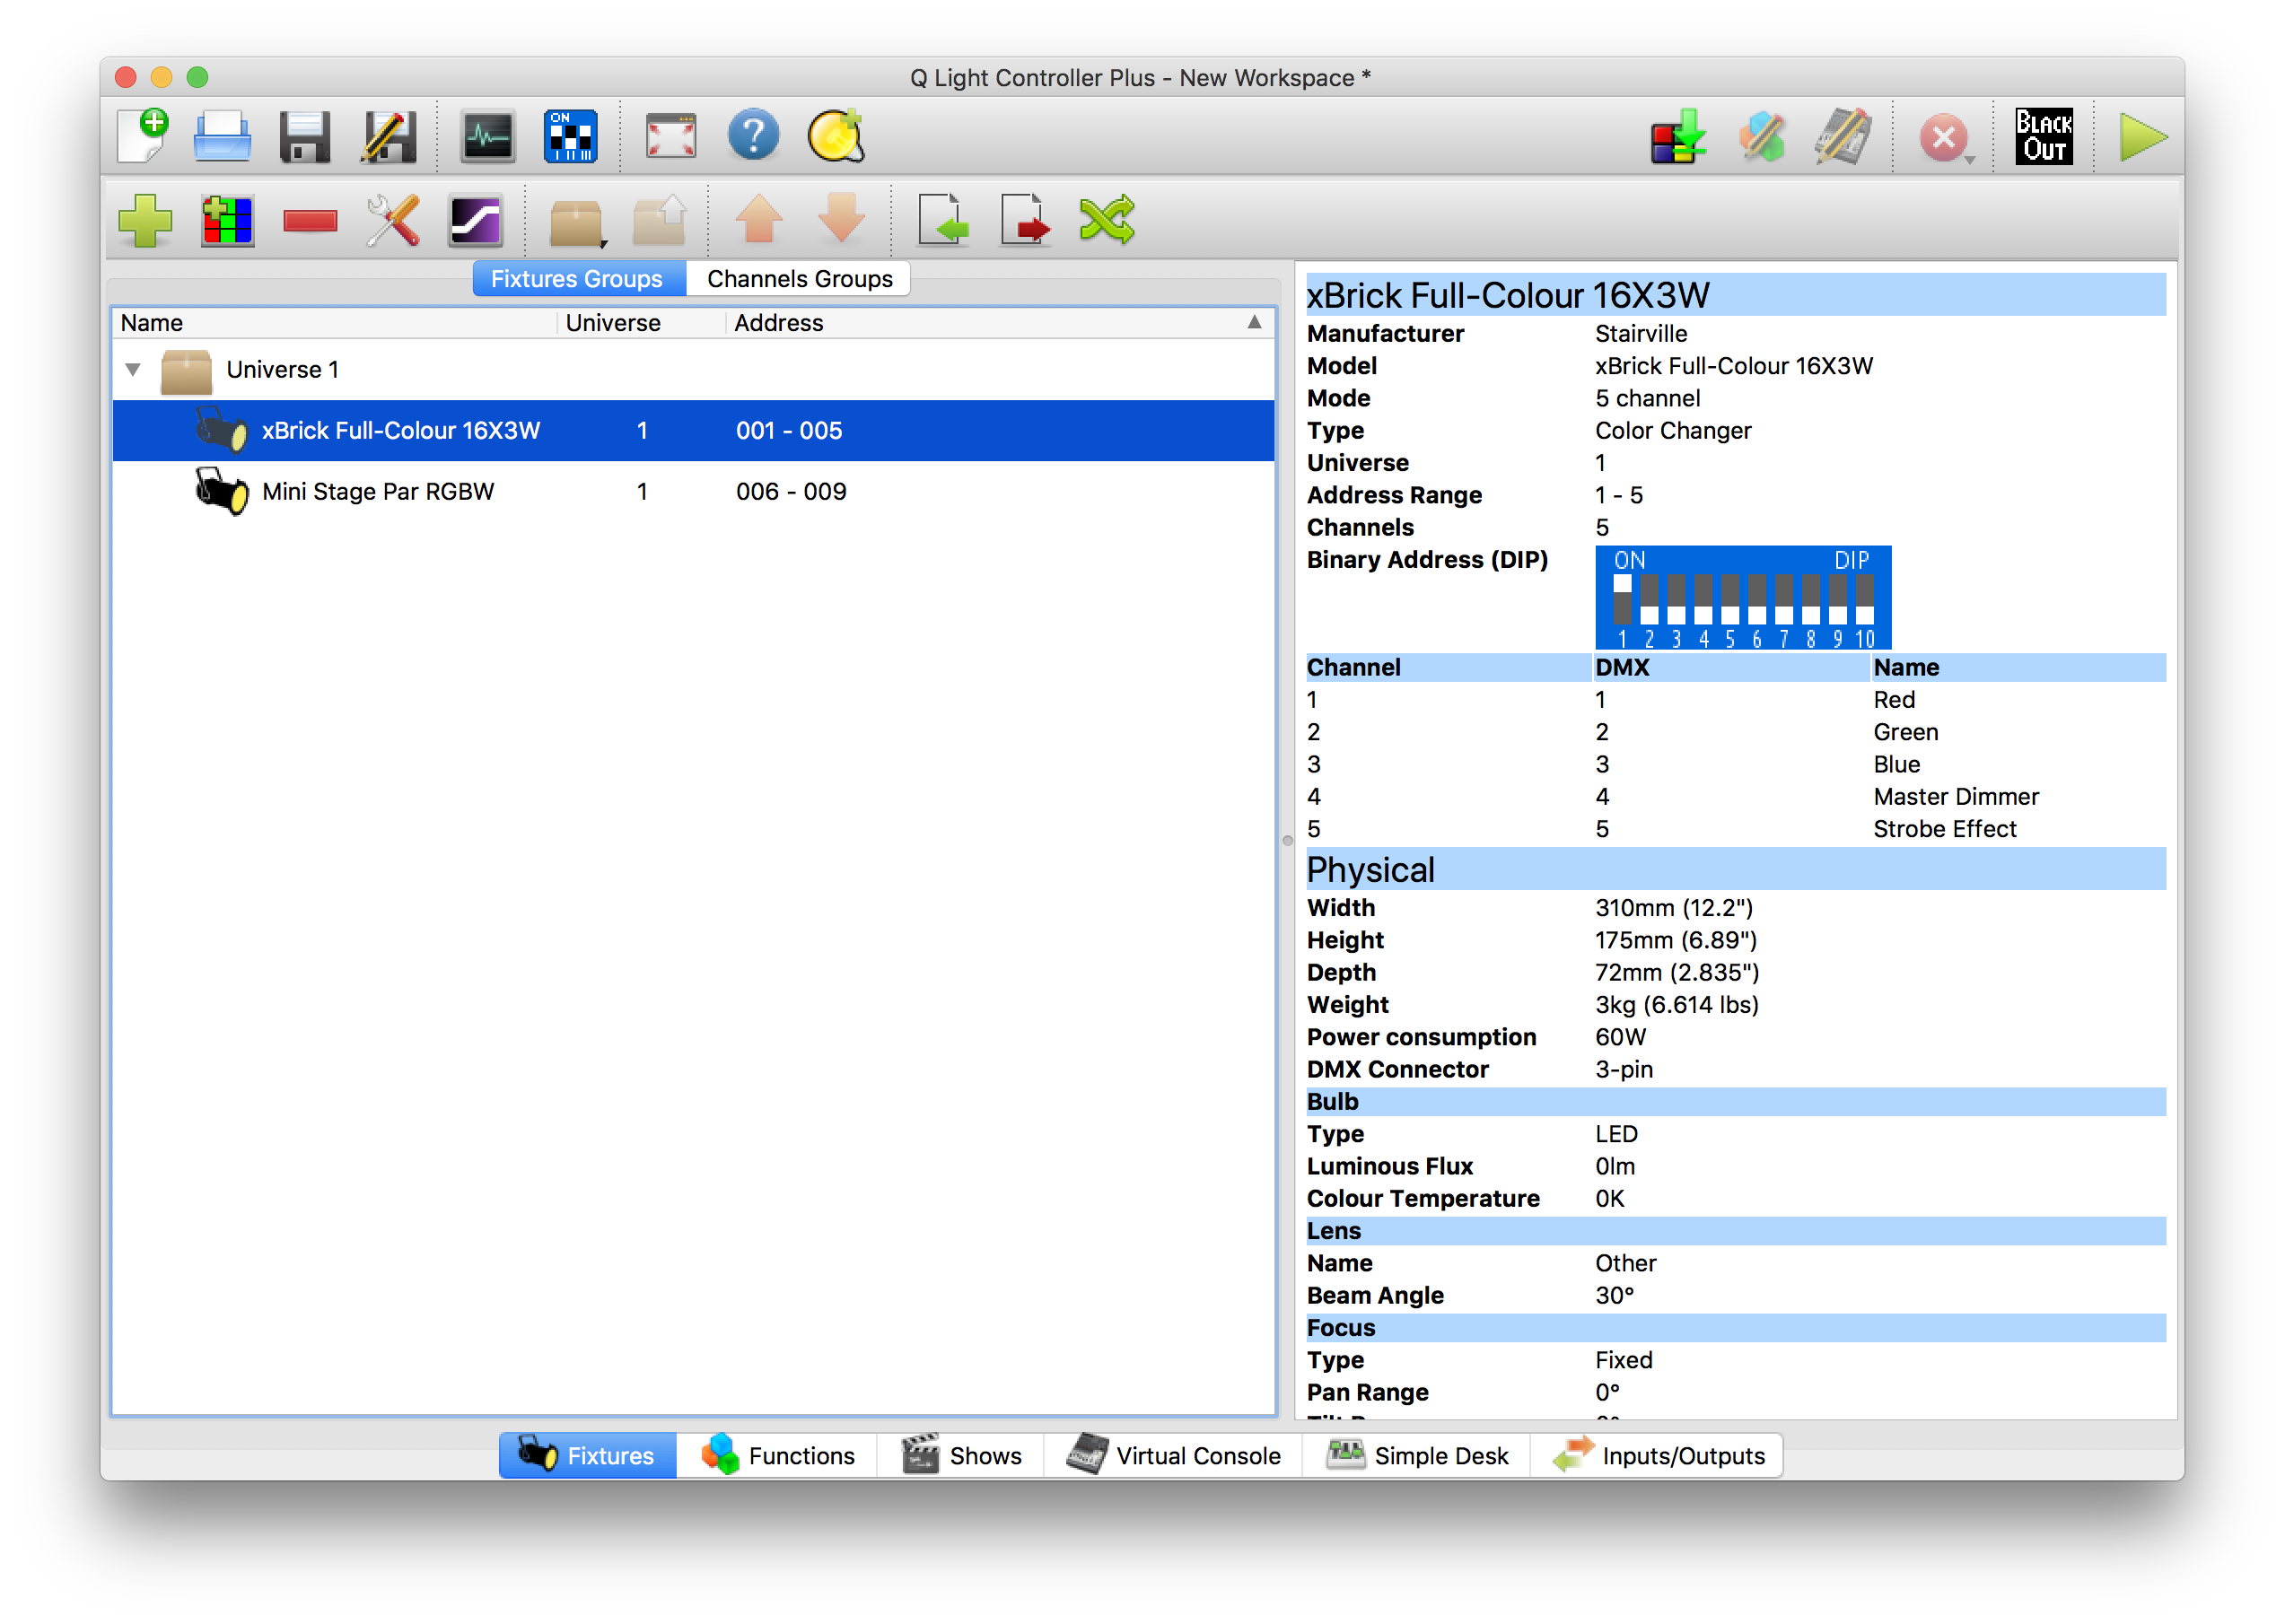 Q Light Controller Plus - New Workspace *
ON
BLACK
OUT
Fixtures Groups Channels Groups
Name Universe Address
Universe 1
xBrick Full-Colour 16X3W 1 001 - 005
Mini Stage Par RGBW 1 006 - 009
xBrick Full-Colour 16X3W
Manufacturer Stairville
Model xBrick Full-Colour 16X3W
Mode 5 channel
Type Color Changer
Universe 1
Address Range 1 - 5
Channels 5
Binary Address (DIP)
ON DIP
1 2 3 4 5 6 7 8 9 10
Channel DMX Name
1 1 Red
2 2 Green
3 3 Blue
4 4 Master Dimmer
5 5 Strobe Effect
Physical
Width 310mm (12.2")
Height 175mm (6.89")
Depth 72mm (2.835")
Weight 3kg (6.614 lbs)
Power consumption 60W
DMX Connector 3-pin
Bulb
Type LED
Luminous Flux 0lm
Colour Temperature 0K
Lens
Name Other
Beam Angle 30°
Focus
Type Fixed
Pan Range 0°
Fixtures Functions Shows Virtual Console Simple Desk Inputs/Outputs